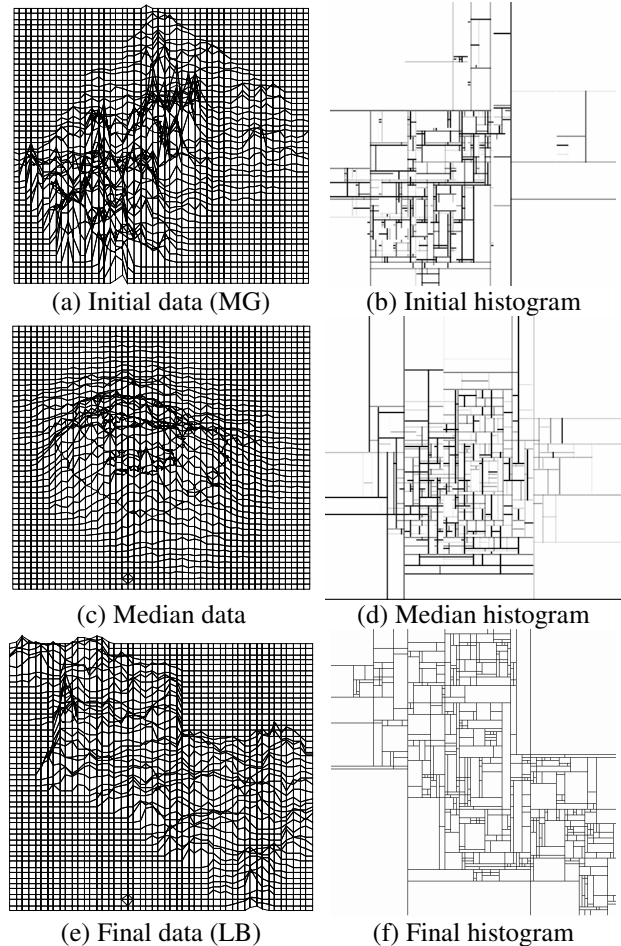 (a) Initial data (MG)
(b) Initial histogram
(c) Median data
(d) Median histogram
(e) Final data (LB)
(f) Final histogram